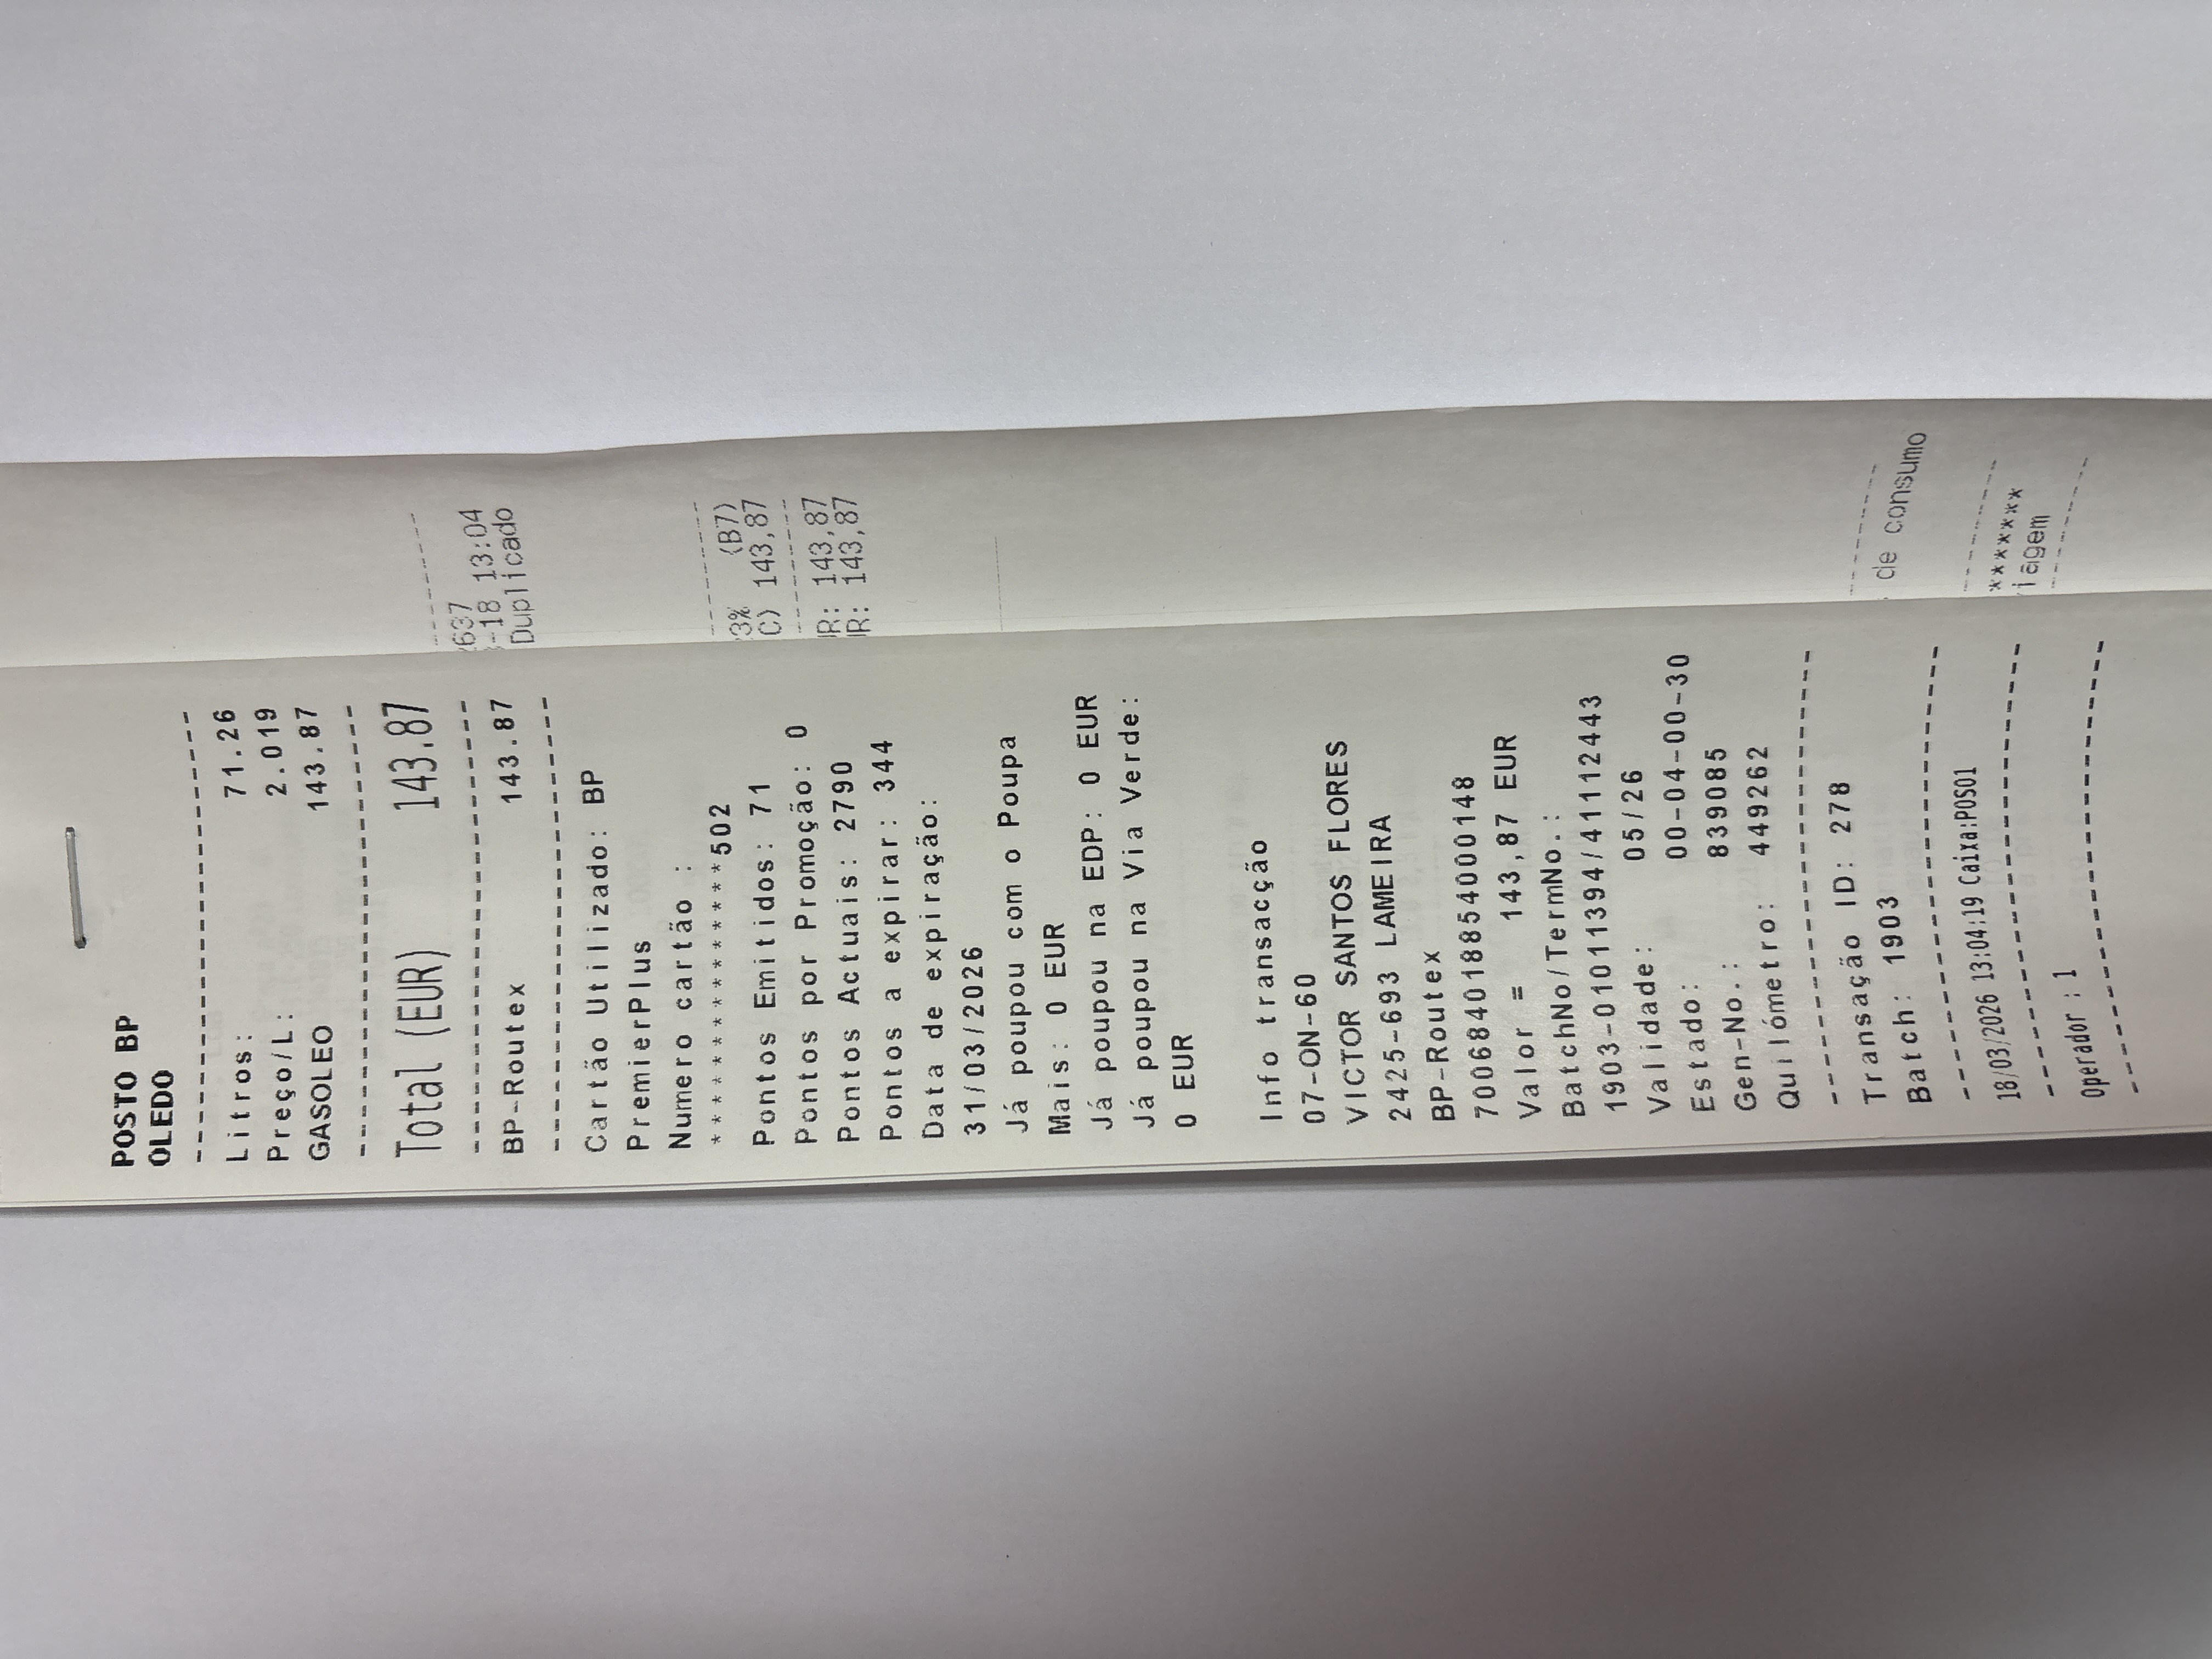 POSTO BP
OLEDO
--------------------------------
Litros: 71.26
Preço/L: 2.019
GASOLEO 143.87
--------------------------------
Total (EUR) 143.87
--------------------------------
BP-Routex 143.87
--------------------------------
Cartão Utilizado: BP
PremierPlus
Numero cartão :
****************502
Pontos Emitidos: 71
Pontos por Promoção: 0
Pontos Actuais: 2790
Pontos a expirar: 344
Data de expiração:
31/03/2026
Já poupou com o Poupa
Mais: 0 EUR
Já poupou na EDP: 0 EUR
Já poupou na Via Verde:
0 EUR
Info transacção
07-ON-60
VICTOR SANTOS FLORES
2425-693 LAMEIRA
BP-Routex
700684018854000148
Valor = 143,87 EUR
BatchNo/TermNo.:
1903-01011394/41112443
Validade: 05/26
Estado: 00-04-00-30
Gen-No.: 839085
Quilómetro: 449262
--------------------------------
Transação ID: 278
Batch: 1903
--------------------------------
18/03/2026 13:04:19 Caixa:POS01
--------------------------------
Operador : 1
--------------------------------
637
-18 13:04
Duplicado
3% (B7)
C) 143,87
R: 143,87
R: 143,87
de consumo
*******
iagem